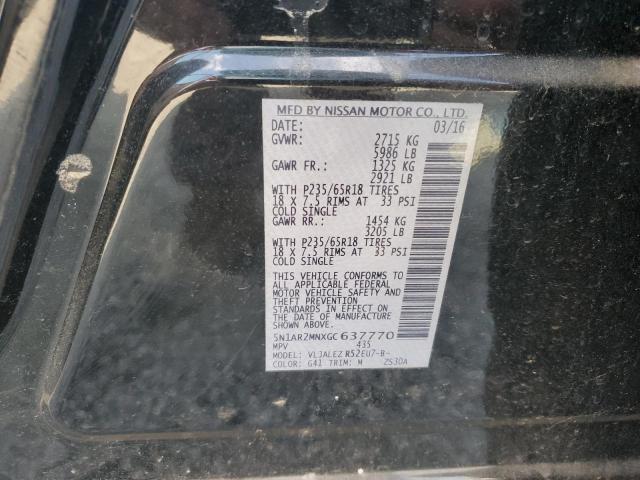 MFD BY NISSAN MOTOR CO., LTD.
DATE: 03/16
GVWR: 2715 KG
5986 LB
GAWR FR.: 1325 KG
2921 LB
WITH P235/65R18 TIRES
18 X 7.5 RIMS AT 33 PSI
COLD SINGLE
GAWR RR.: 1454 KG
3205 LB
WITH P235/65R18 TIRES
18 X 7.5 RIMS AT 33 PSI
COLD SINGLE
THIS VEHICLE CONFORMS TO
ALL APPLICABLE FEDERAL
MOTOR VEHICLE SAFETY AND
THEFT PREVENTION
STANDARDS IN EFFECT ON
THE DATE OF MANUFACTURE
SHOWN ABOVE.
5N1AR2MNXGC637770
MPV 435
MODEL: VLJALEZ R52EU7-B-
COLOR: G41 TRIM: M ZS3DA